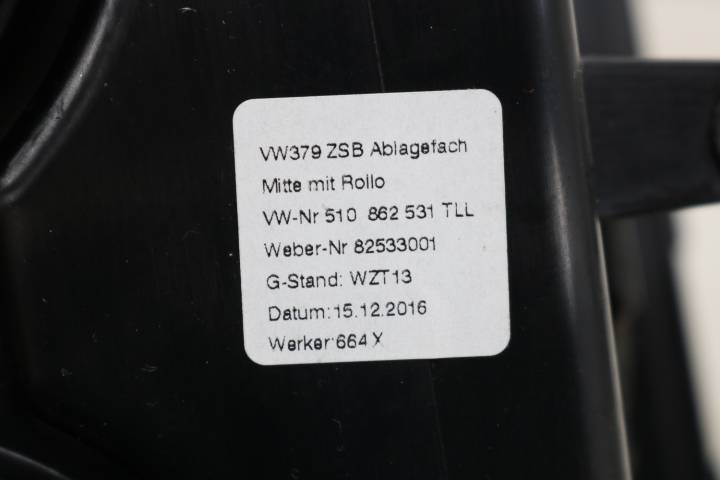 VW379 ZSB Ablagefach
Mitte mit Rollo
VW-Nr 510 862 531 TLL
Weber-Nr 82533001
G-Stand: WZT13
Datum:15.12.2016
Werker:664 X